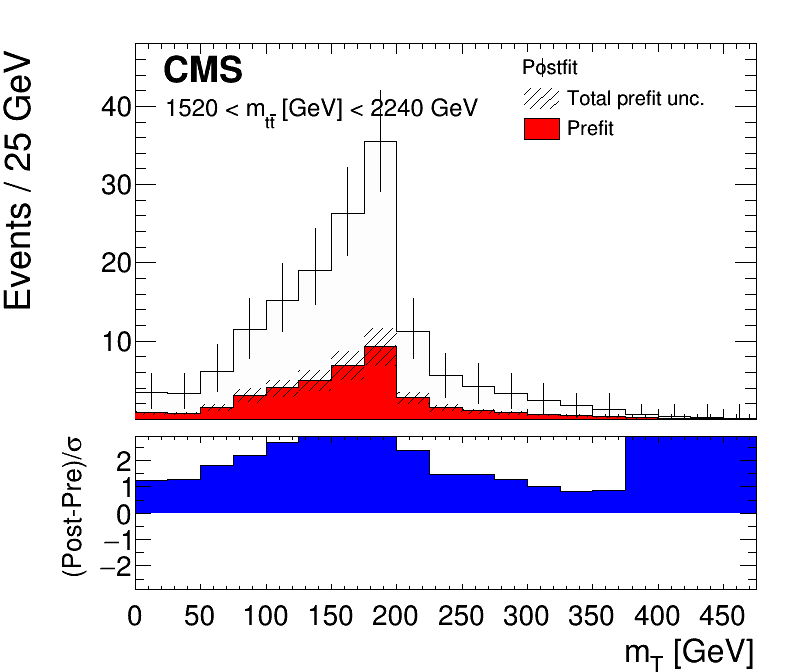 CMS
1520 < m_tt̄ [GeV] < 2240 GeV
Postfit
Total prefit unc.
Prefit
Events / 25 GeV
40
30
20
10
(Post-Pre)/σ
2
1
0
−1
−2
0 50 100 150 200 250 300 350 400 450
m_T [GeV]